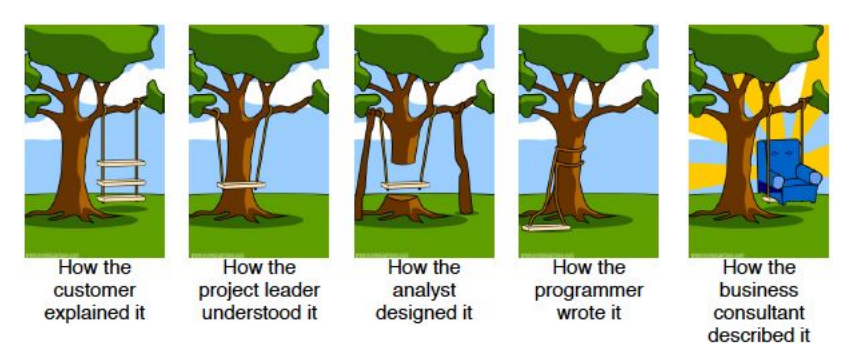 How the
customer
explained it
How the
project leader
understood it
How the
analyst
designed it
How the
programmer
wrote it
How the
business
consultant
described it